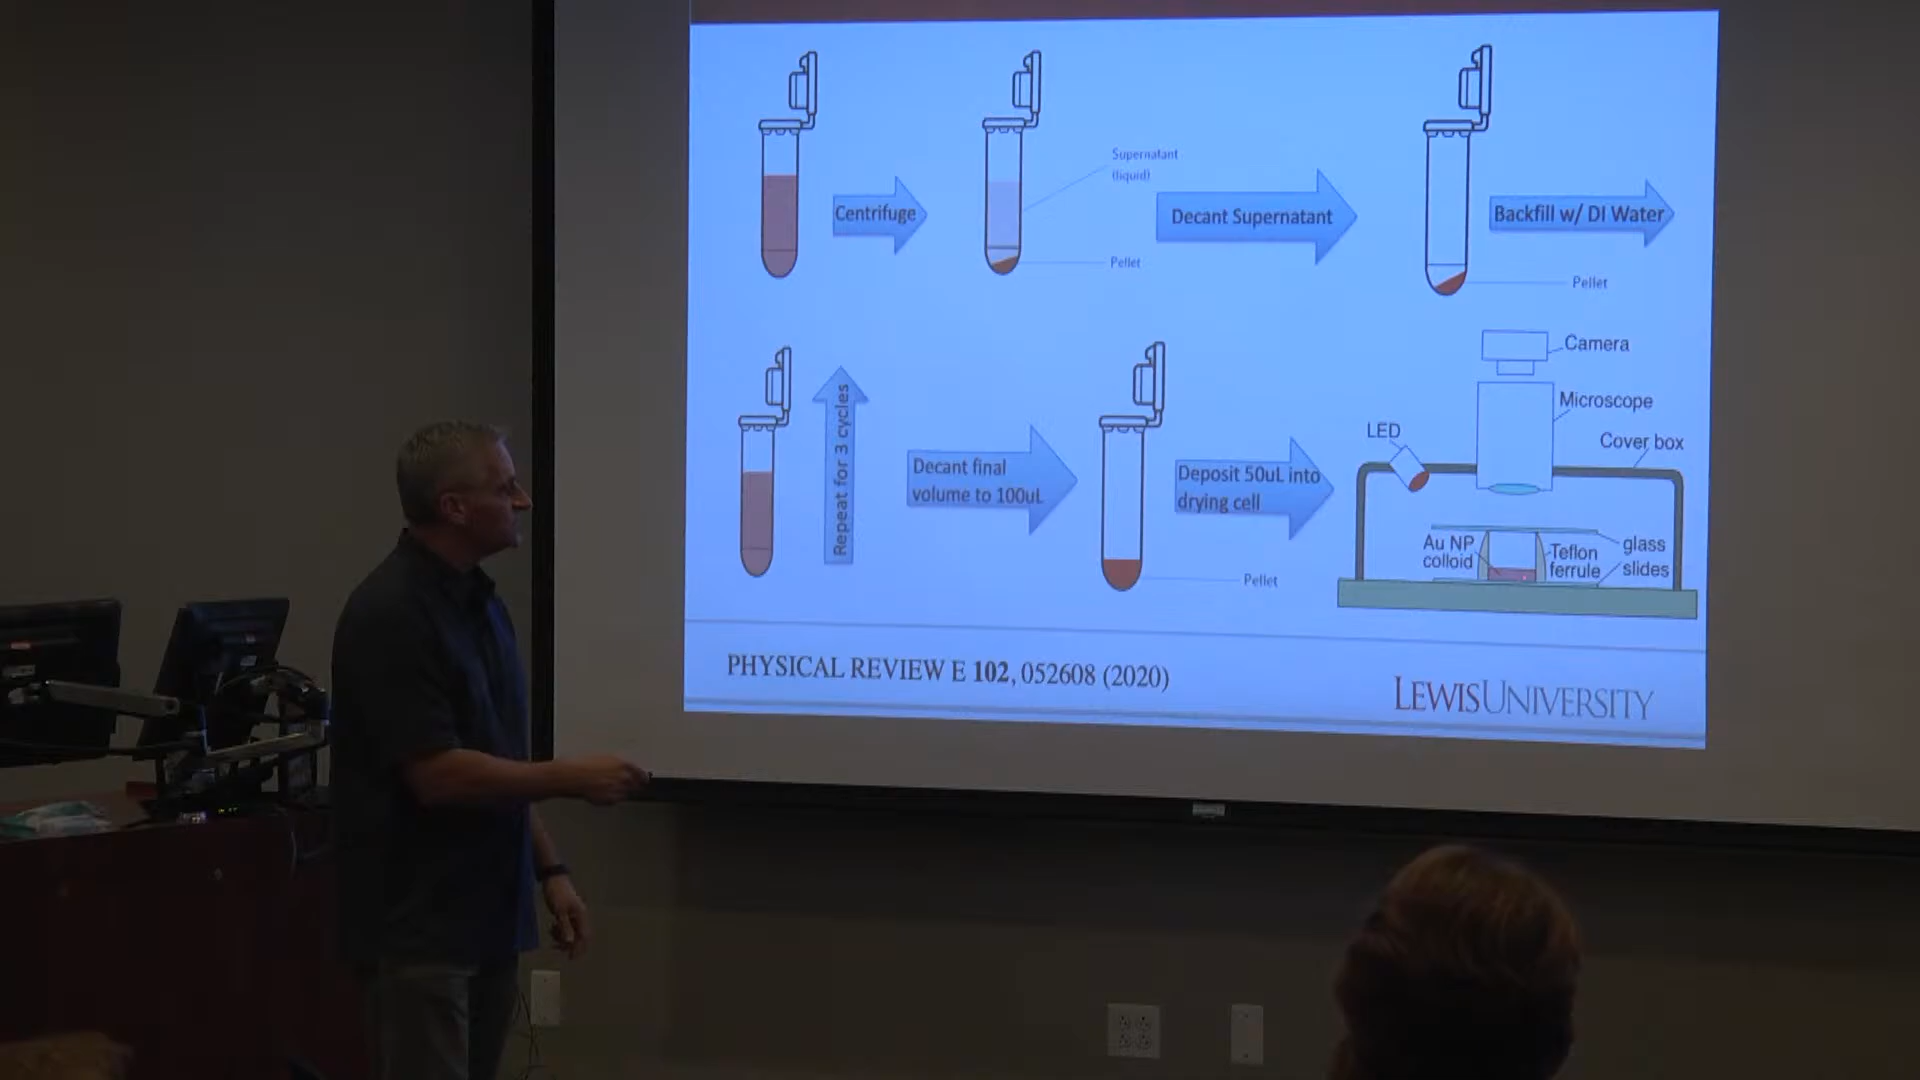 Centrifuge
Supernatant
(liquid)
Pellet
Decant Supernatant
Backfill w/ DI Water
Pellet
Repeat for 3 cycles
Decant final
volume to 100uL
Pellet
Deposit 50uL into
drying cell
Camera
Microscope
LED
Cover box
Au NP
colloid
Teflon
ferrule
glass
slides
PHYSICAL REVIEW E 102, 052608 (2020)
LEWIS UNIVERSITY